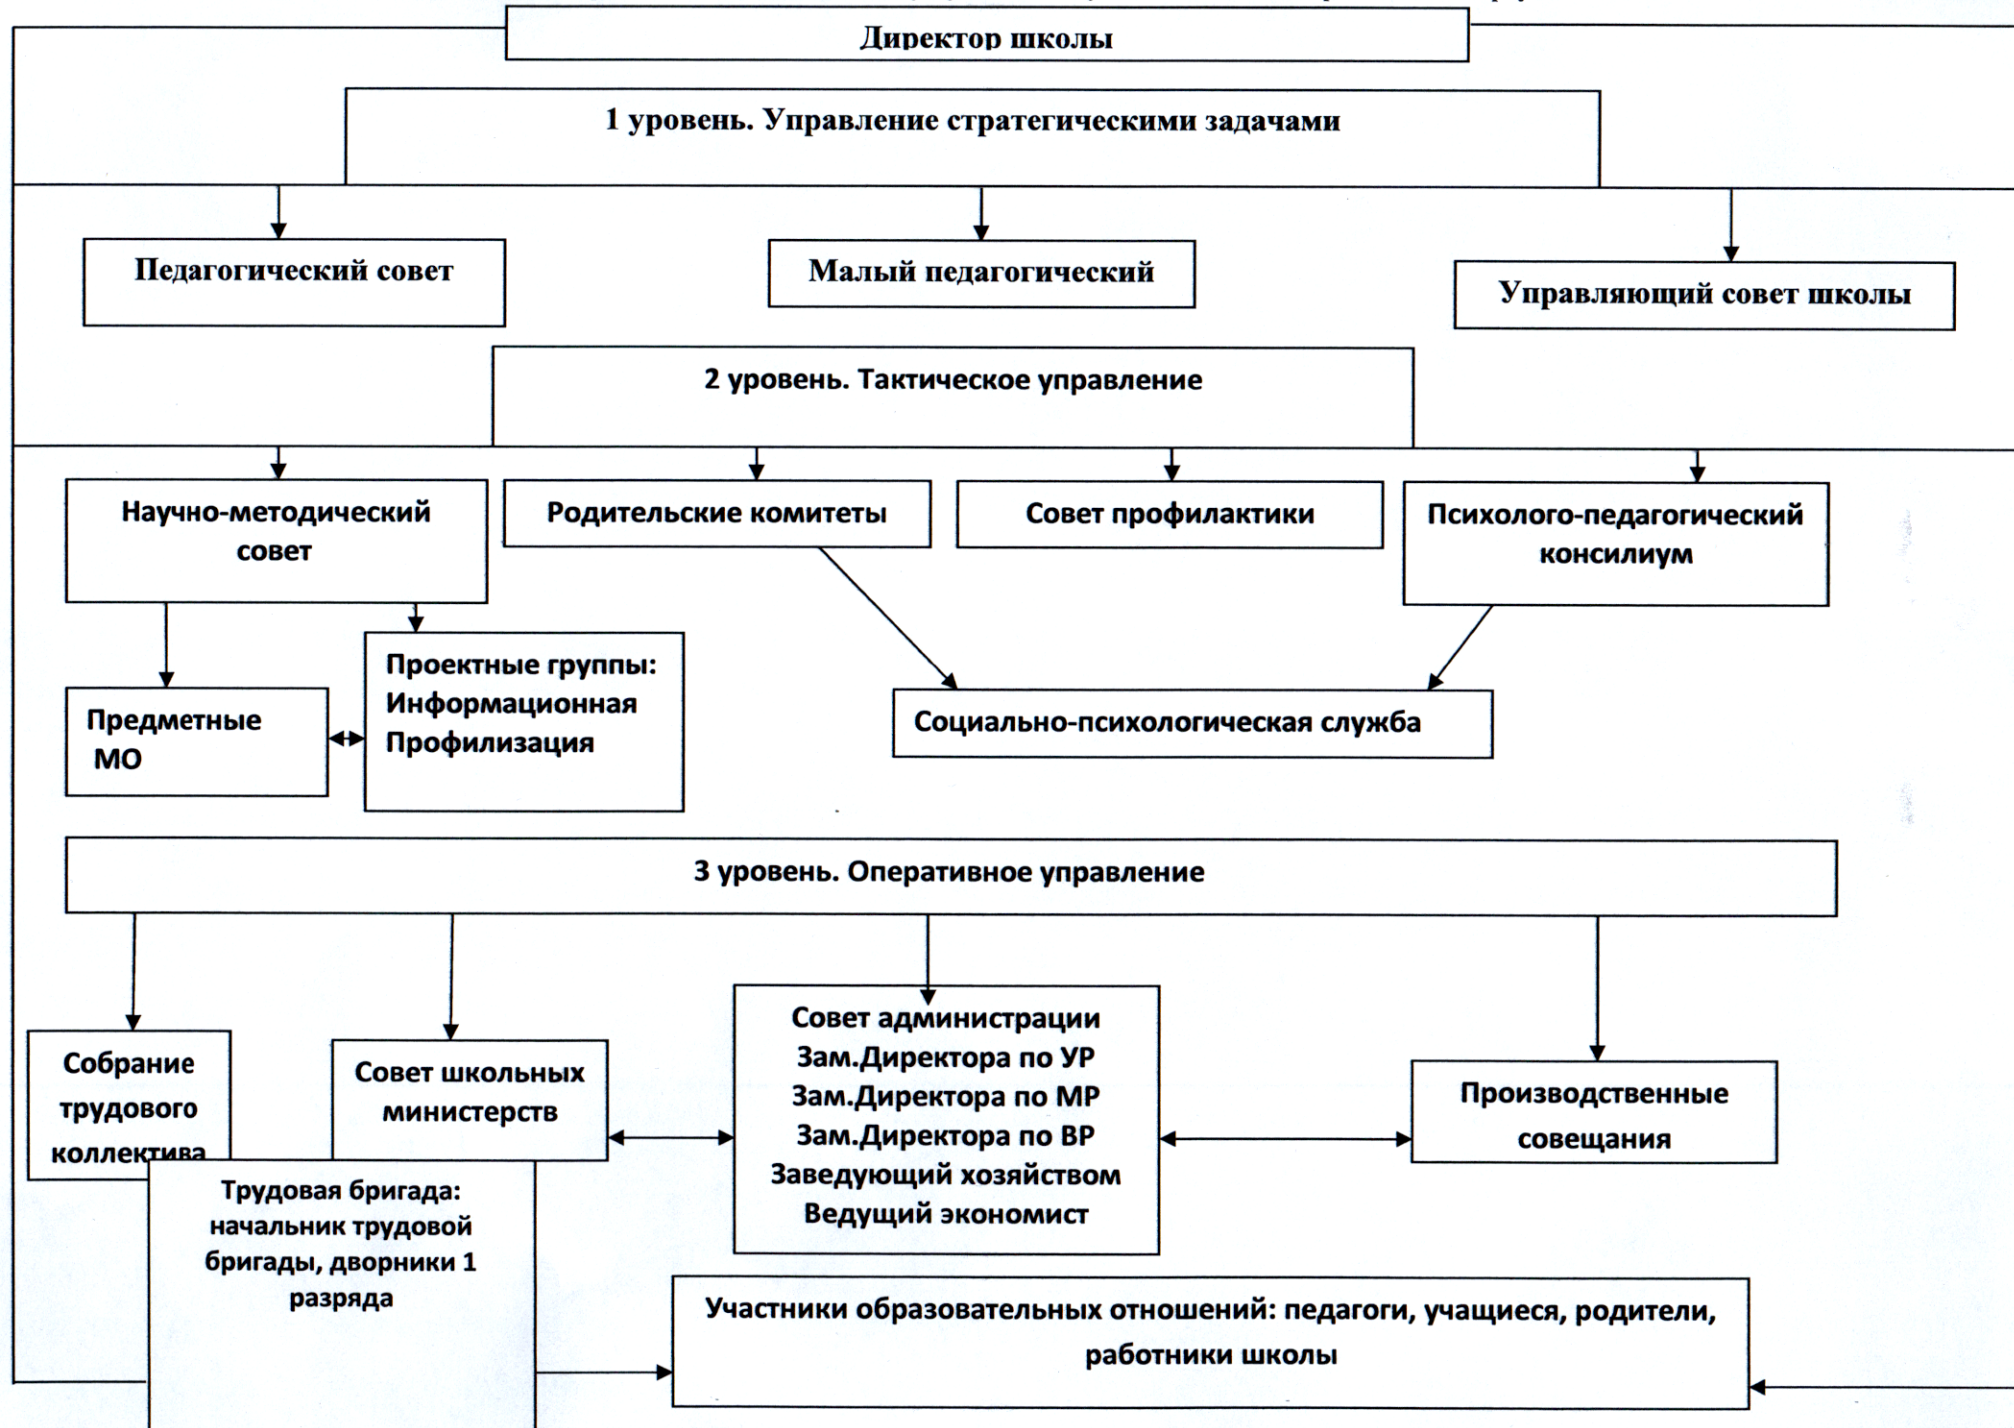 Директор школы
1 уровень. Управление стратегическими задачами
Педагогический совет
Малый педагогический
Управляющий совет школы
2 уровень. Тактическое управление
Научно-методический
совет
Родительские комитеты
Совет профилактики
Психолого-педагогический
консилиум
Предметные
МО
Проектные группы:
Информационная
Профилизация
Социально-психологическая служба
3 уровень. Оперативное управление
Собрание
трудового
коллектива
Совет школьных
министерств
Совет администрации
Зам.Директора по УР
Зам.Директора по МР
Зам.Директора по ВР
Заведующий хозяйством
Ведущий экономист
Производственные
совещания
Трудовая бригада:
начальник трудовой
бригады, дворники 1
разряда
Участники образовательных отношений: педагоги, учащиеся, родители,
работники школы